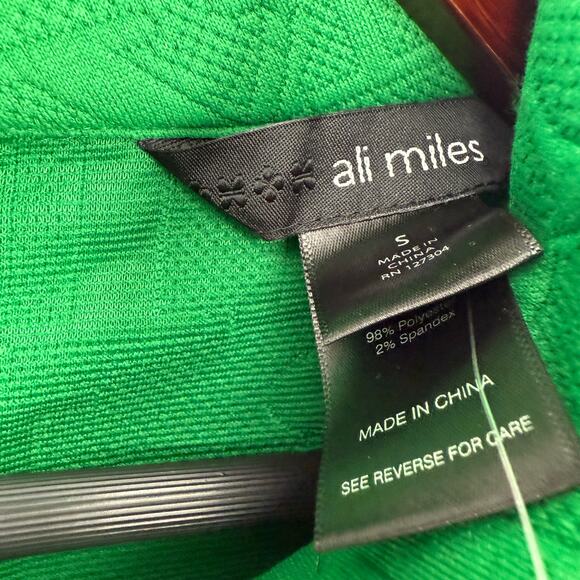 ali miles
S
MADE IN
CHINA
RN 127304
98% Polyester
2% Spandex
MADE IN CHINA
SEE REVERSE FOR CARE